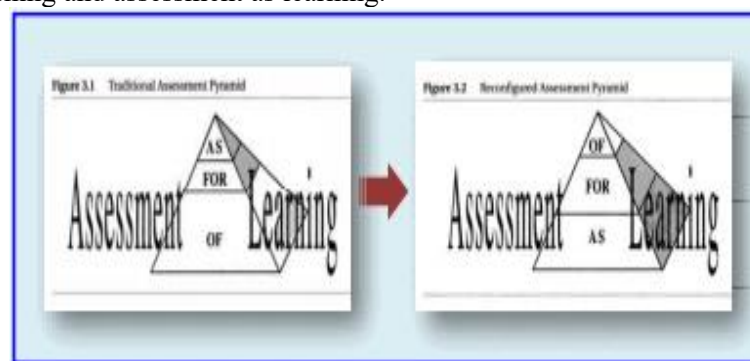 ning and assessment as learning.
Figure 3.1 Traditional Assessment Pyramid
AS
FOR
OF
Assessment Learning
Figure 3.2 Reconfigured Assessment Pyramid
OF
FOR
AS
Assessment Learning